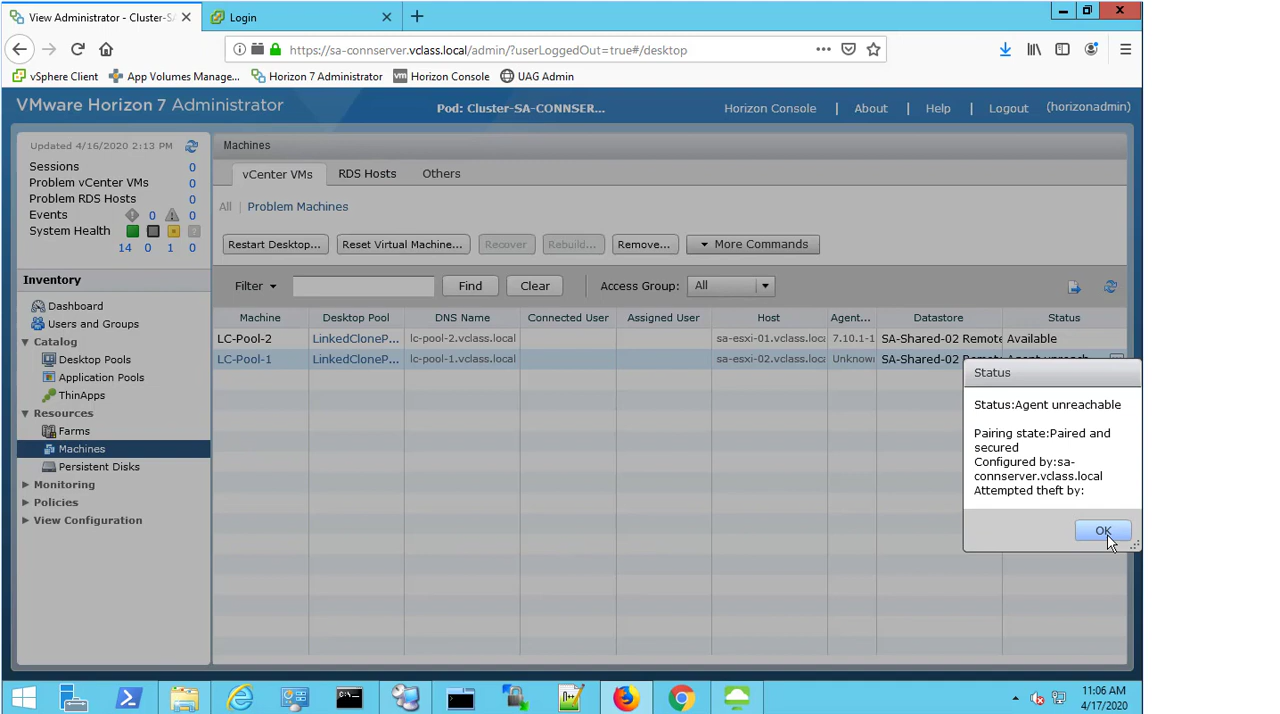 View Administrator - Cluster-SA
Login
https://sa-connserver.vclass.local/admin/?userLoggedOut=true#/desktop
vSphere Client
App Volumes Manage...
Horizon 7 Administrator
vm Horizon Console
UAG Admin
VMware Horizon 7 Administrator
Pod: Cluster-SA-CONNSER...
Horizon Console
About
Help
Logout
(horizonadmin)
Updated 4/16/2020 2:13 PM
Sessions 0
Problem vCenter VMs 0
Problem RDS Hosts 0
Events 0 0
System Health
14 0 1 0
Inventory
Dashboard
Users and Groups
Catalog
Desktop Pools
Application Pools
ThinApps
Resources
Farms
Machines
Persistent Disks
Monitoring
Policies
View Configuration
Machines
vCenter VMs
RDS Hosts
Others
All
Problem Machines
Restart Desktop...
Reset Virtual Machine...
Recover
Rebuild...
Remove...
More Commands
Filter
Find
Clear
Access Group:
All
Machine Desktop Pool DNS Name Connected User Assigned User Host Agent... Datastore Status
LC-Pool-2 LinkedCloneP... lc-pool-2.vclass.local sa-esxi-01.vclass.loca 7.10.1-1 SA-Shared-02 Remote Available
LC-Pool-1 LinkedCloneP... lc-pool-1.vclass.local sa-esxi-02.vclass.loca Unknow SA-Shared-02 Remote Agent unreach
Status
Status:Agent unreachable
Pairing state:Paired and
secured
Configured by:sa-
connserver.vclass.local
Attempted theft by:
OK
11:06 AM
4/17/2020